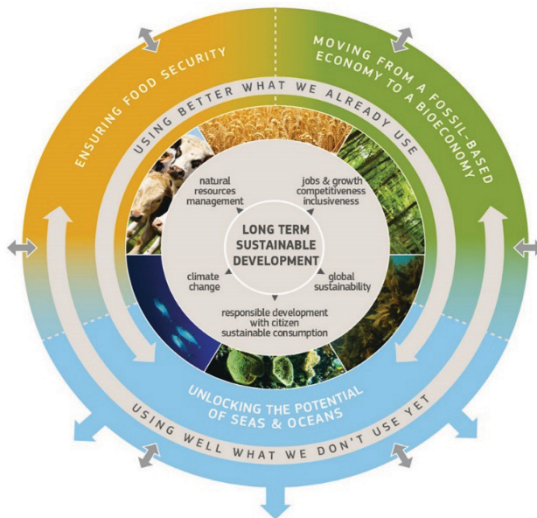 ENSURING FOOD SECURITY
MOVING FROM A FOSSIL-BASED
ECONOMY TO A BIOECONOMY
USING BETTER WHAT WE ALREADY USE
natural
resources
management
jobs & growth
competitiveness
inclusiveness
LONG TERM
SUSTAINABLE
DEVELOPMENT
climate
change
global
sustainability
responsible development
with citizen
sustainable consumption
UNLOCKING THE POTENTIAL
OF SEAS & OCEANS
USING WELL WHAT WE DON'T USE YET